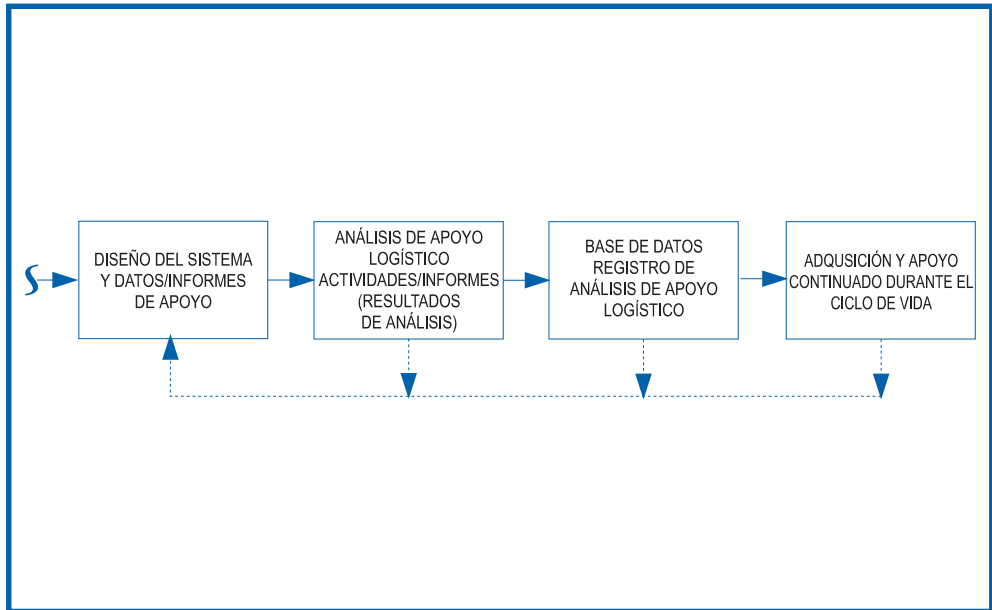 DISEÑO DEL SISTEMA
Y DATOS/INFORMES
DE APOYO
ANÁLISIS DE APOYO
LOGÍSTICO
ACTIVIDADES/INFORMES
(RESULTADOS
DE ANÁLISIS)
BASE DE DATOS
REGISTRO DE
ANÁLISIS DE APOYO
LOGÍSTICO
ADQUSICIÓN Y APOYO
CONTINUADO DURANTE EL
CICLO DE VIDA